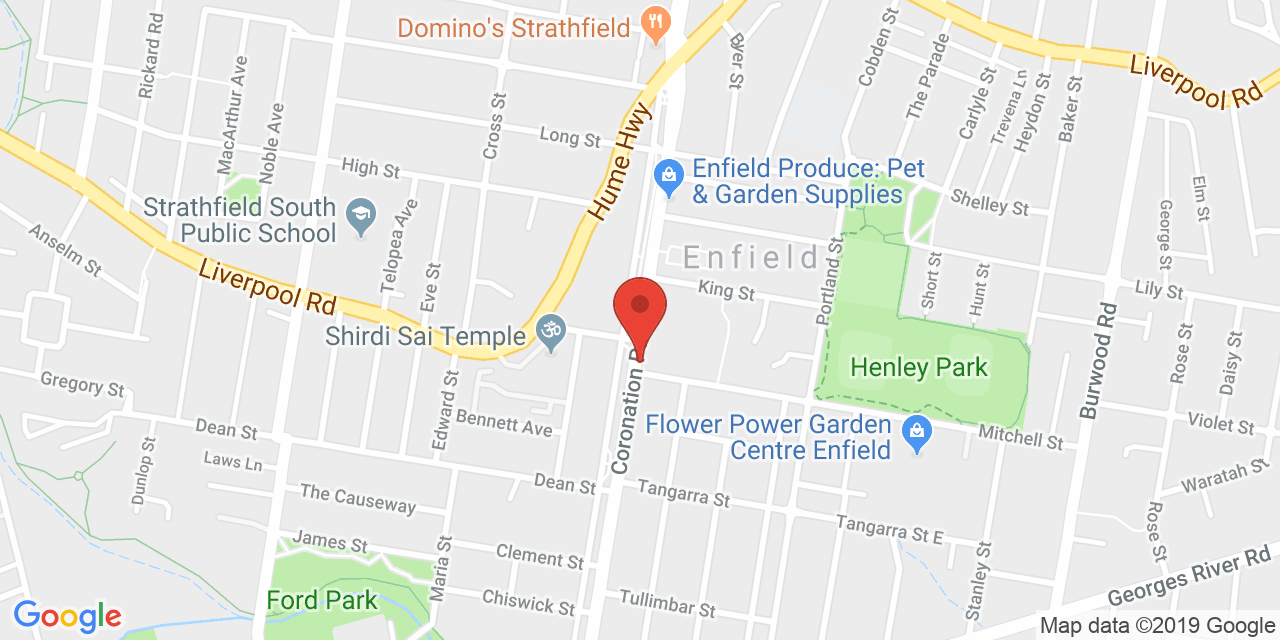 Domino's Strathfield
Rickard Rd
MacArthur Ave
Noble Ave
Cross St
Long St
High St
Hume Hwy
Byer St
Cobden St
The Parade
Carlyle St
Trevena Ln
Heydon St
Baker St
Liverpool Rd
Enfield Produce: Pet
& Garden Supplies
Shelley St
Elm St
George St
Strathfield South
Public School
Telopea Ave
Anselm St
Liverpool Rd
Eve St
Enfield
King St
Portland St
Short St
Hunt St
Lily St
Shirdi Sai Temple
Henley Park
Burwood Rd
Rose St
Daisy St
Gregory St
Edward St
Bennett Ave
Coronation P
Flower Power Garden
Centre Enfield
Mitchell St
Violet St
Dean St
Laws Ln
Dunlop St
The Causeway
Dean St
Tangarra St
Tangarra St E
Waratah St
Rose St
James St
Maria St
Clement St
Stanley St
Georges River Rd
Ford Park
Chiswick St
Tullimbar St
Google
Map data ©2019 Google